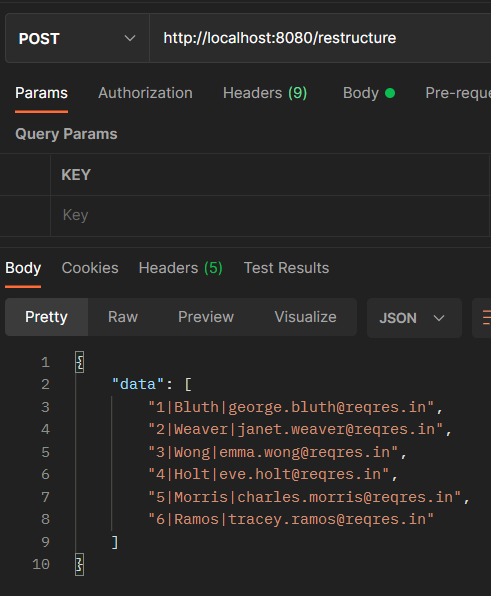 POST http://localhost:8080/restructure
Params Authorization Headers (9) Body
Query Params
KEY
Key
Body Cookies Headers (5) Test Results
Pretty Raw Preview Visualize JSON
1 {
2 "data": [
3 "1|Bluth|george.bluth@reqres.in",
4 "2|Weaver|janet.weaver@reqres.in",
5 "3|Wong|emma.wong@reqres.in",
6 "4|Holt|eve.holt@reqres.in",
7 "5|Morris|charles.morris@reqres.in",
8 "6|Ramos|tracey.ramos@reqres.in"
9 ]
10 }